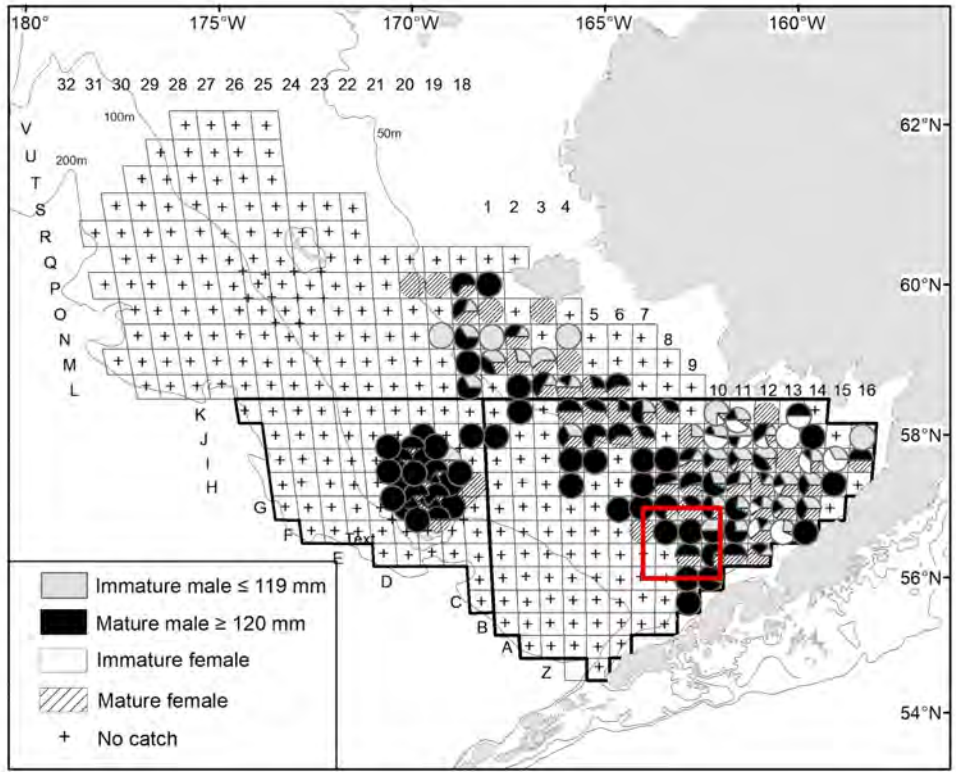 180° 175°W 170°W 165°W 160°W
32 31 30 29 28 27 26 25 24 23 22 21 20 19 18
100m
50m
V
62°N
U
200m
T
S
1 2 3 4
R
Q
P
60°N
O
N
5 6 7
8
M
9
L
10 11 12 13 14 15 16
K
J
58°N
I
H
G
F
Text
E
D
56°N
C
B
A
Z
54°N
Immature male ≤ 119 mm
Mature male ≥ 120 mm
Immature female
Mature female
+ No catch